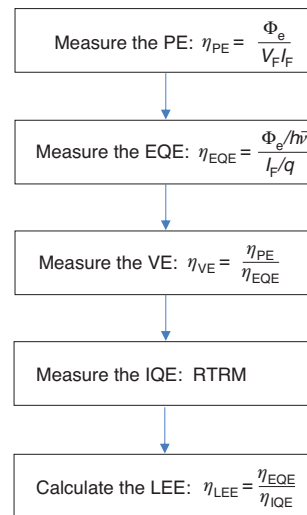 Measure the PE: η_PE = Φ_e / V_F I_F
Measure the EQE: η_EQE = Φ_e/hν̄ / I_F/q
Measure the VE: η_VE = η_PE / η_EQE
Measure the IQE: RTRM
Calculate the LEE: η_LEE = η_EQE / η_IQE